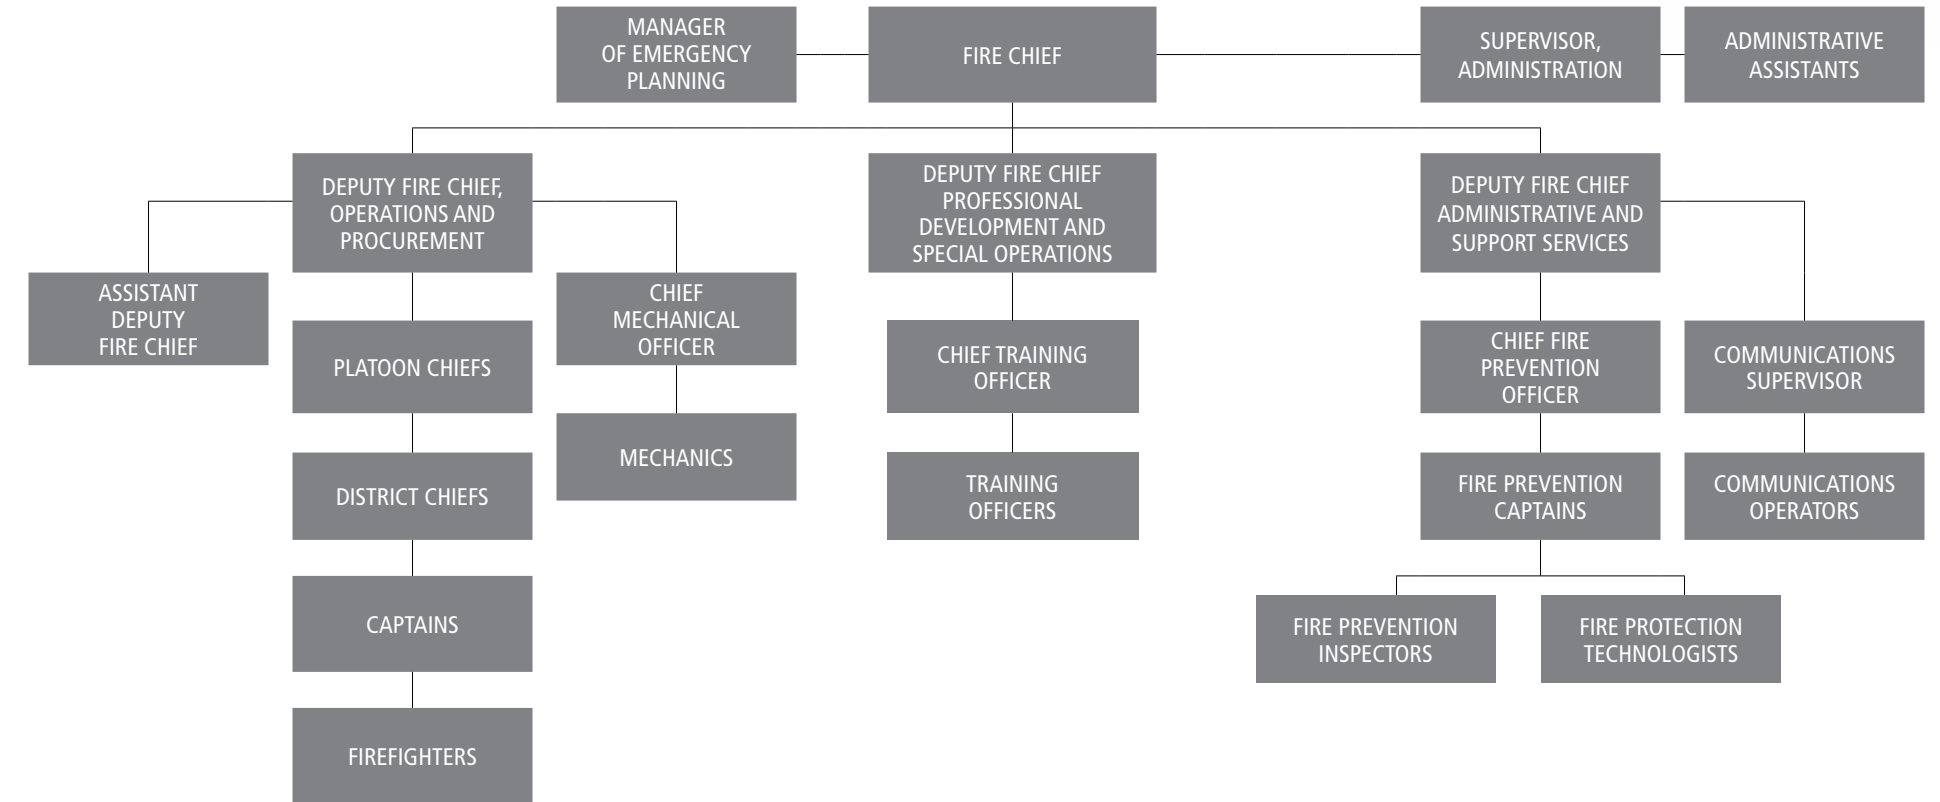 MANAGER
OF EMERGENCY
PLANNING
FIRE CHIEF
SUPERVISOR,
ADMINISTRATION
ADMINISTRATIVE
ASSISTANTS
DEPUTY FIRE CHIEF,
OPERATIONS AND
PROCUREMENT
DEPUTY FIRE CHIEF
PROFESSIONAL
DEVELOPMENT AND
SPECIAL OPERATIONS
DEPUTY FIRE CHIEF
ADMINISTRATIVE AND
SUPPORT SERVICES
ASSISTANT
DEPUTY
FIRE CHIEF
PLATOON CHIEFS
CHIEF
MECHANICAL
OFFICER
CHIEF TRAINING
OFFICER
CHIEF FIRE
PREVENTION
OFFICER
COMMUNICATIONS
SUPERVISOR
MECHANICS
DISTRICT CHIEFS
TRAINING
OFFICERS
FIRE PREVENTION
CAPTAINS
COMMUNICATIONS
OPERATORS
CAPTAINS
FIRE PREVENTION
INSPECTORS
FIRE PROTECTION
TECHNOLOGISTS
FIREFIGHTERS